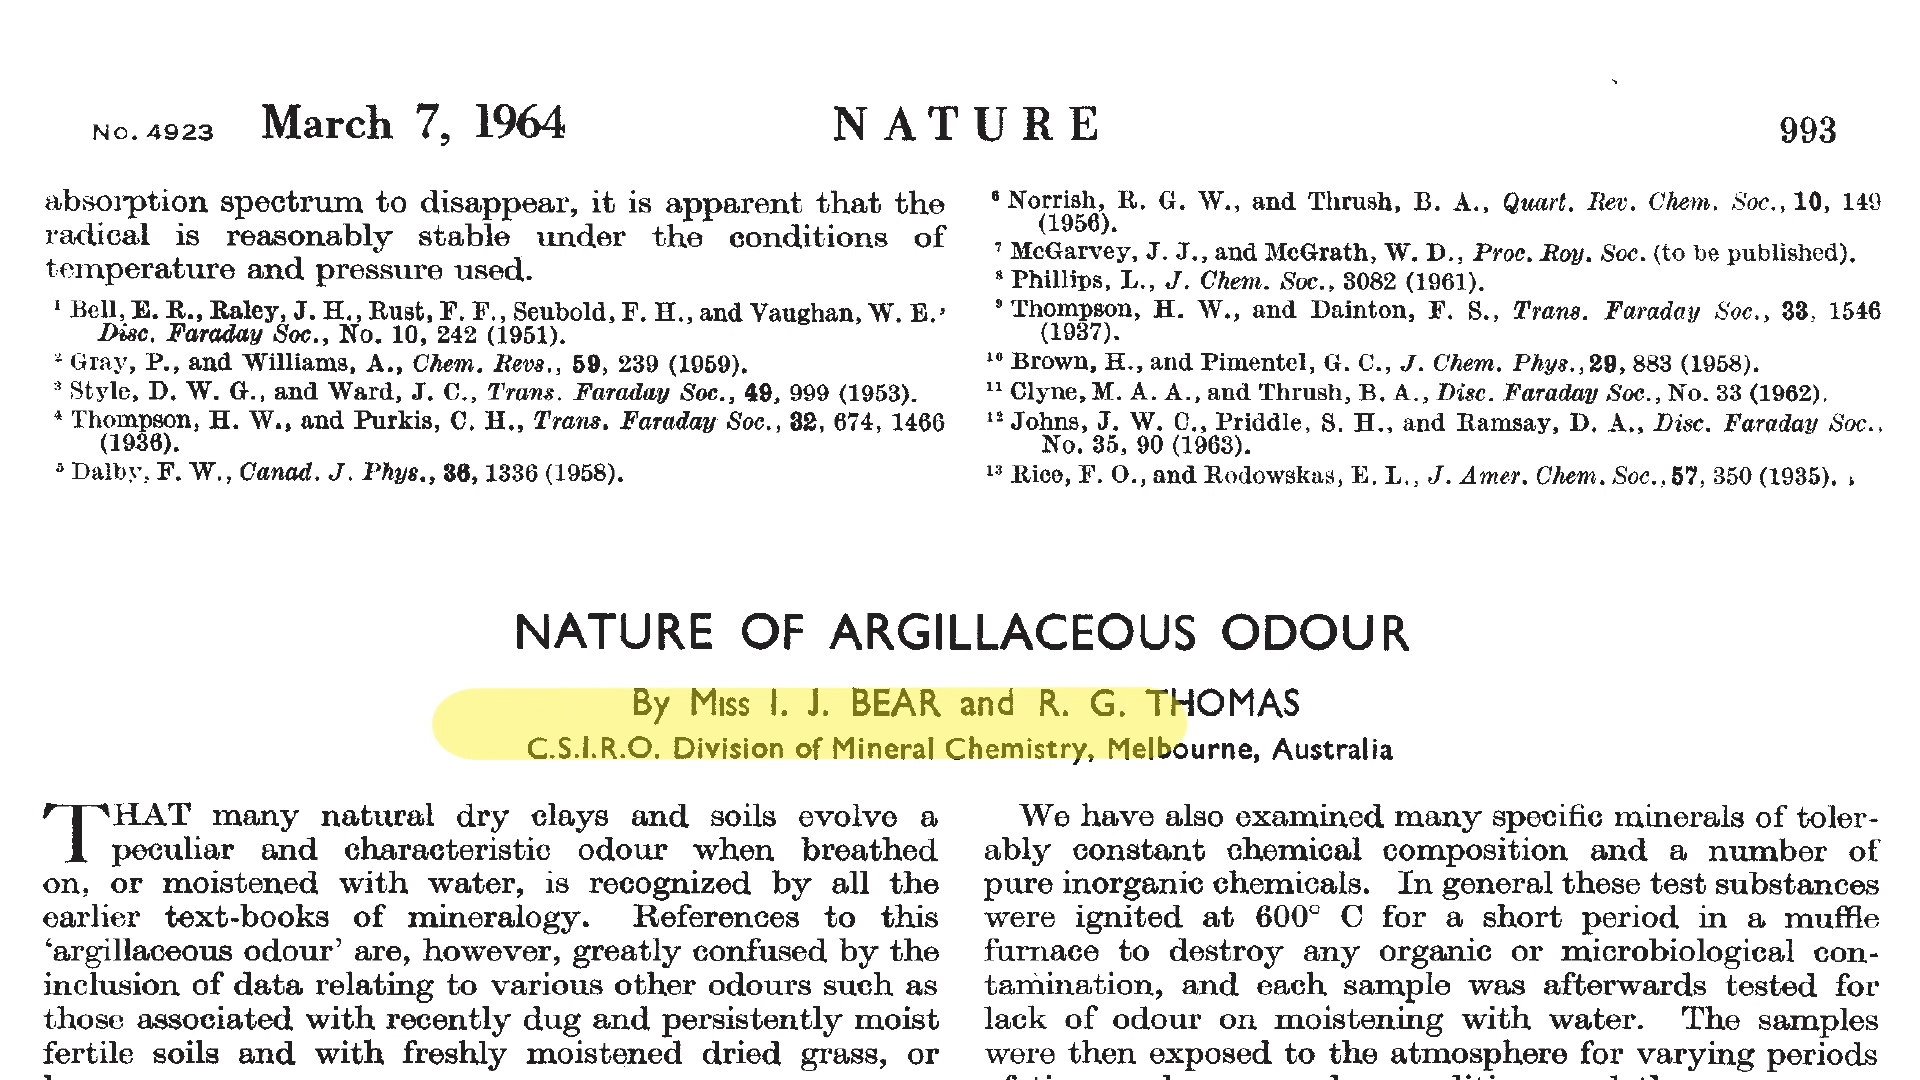 No. 4923 March 7, 1964 NATURE 993
absorption spectrum to disappear, it is apparent that the
radical is reasonably stable under the conditions of
temperature and pressure used.
¹ Bell, E. R., Raley, J. H., Rust, F. F., Seubold, F. H., and Vaughan, W. E.,
Disc. Faraday Soc., No. 10, 242 (1951).
² Gray, P., and Williams, A., Chem. Revs., 59, 239 (1959).
³ Style, D. W. G., and Ward, J. C., Trans. Faraday Soc., 49, 999 (1953).
⁴ Thompson, H. W., and Purkis, C. H., Trans. Faraday Soc., 32, 674, 1466
(1936).
⁵ Dalby, F. W., Canad. J. Phys., 36, 1336 (1958).
⁶ Norrish, R. G. W., and Thrush, B. A., Quart. Rev. Chem. Soc., 10, 149
(1956).
⁷ McGarvey, J. J., and McGrath, W. D., Proc. Roy. Soc. (to be published).
⁸ Phillips, L., J. Chem. Soc., 3082 (1961).
⁹ Thompson, H. W., and Dainton, F. S., Trans. Faraday Soc., 33, 1546
(1937).
¹⁰ Brown, H., and Pimentel, G. C., J. Chem. Phys., 29, 883 (1958).
¹¹ Clyne, M. A. A., and Thrush, B. A., Disc. Faraday Soc., No. 33 (1962).
¹² Johns, J. W. C., Priddle, S. H., and Ramsay, D. A., Disc. Faraday Soc.,
No. 35, 90 (1963).
¹³ Rice, F. O., and Rodowskas, E. L., J. Amer. Chem. Soc., 57, 350 (1935).
NATURE OF ARGILLACEOUS ODOUR
By Miss I. J. BEAR and R. G. THOMAS
C.S.I.R.O. Division of Mineral Chemistry, Melbourne, Australia
THAT many natural dry clays and soils evolve a
peculiar and characteristic odour when breathed
on, or moistened with water, is recognized by all the
earlier text-books of mineralogy. References to this
‘argillaceous odour’ are, however, greatly confused by the
inclusion of data relating to various other odours such as
those associated with recently dug and persistently moist
fertile soils and with freshly moistened dried grass, or
We have also examined many specific minerals of toler-
ably constant chemical composition and a number of
pure inorganic chemicals. In general these test substances
were ignited at 600° C for a short period in a muffle
furnace to destroy any organic or microbiological con-
tamination, and each sample was afterwards tested for
lack of odour on moistening with water. The samples
were then exposed to the atmosphere for varying periods